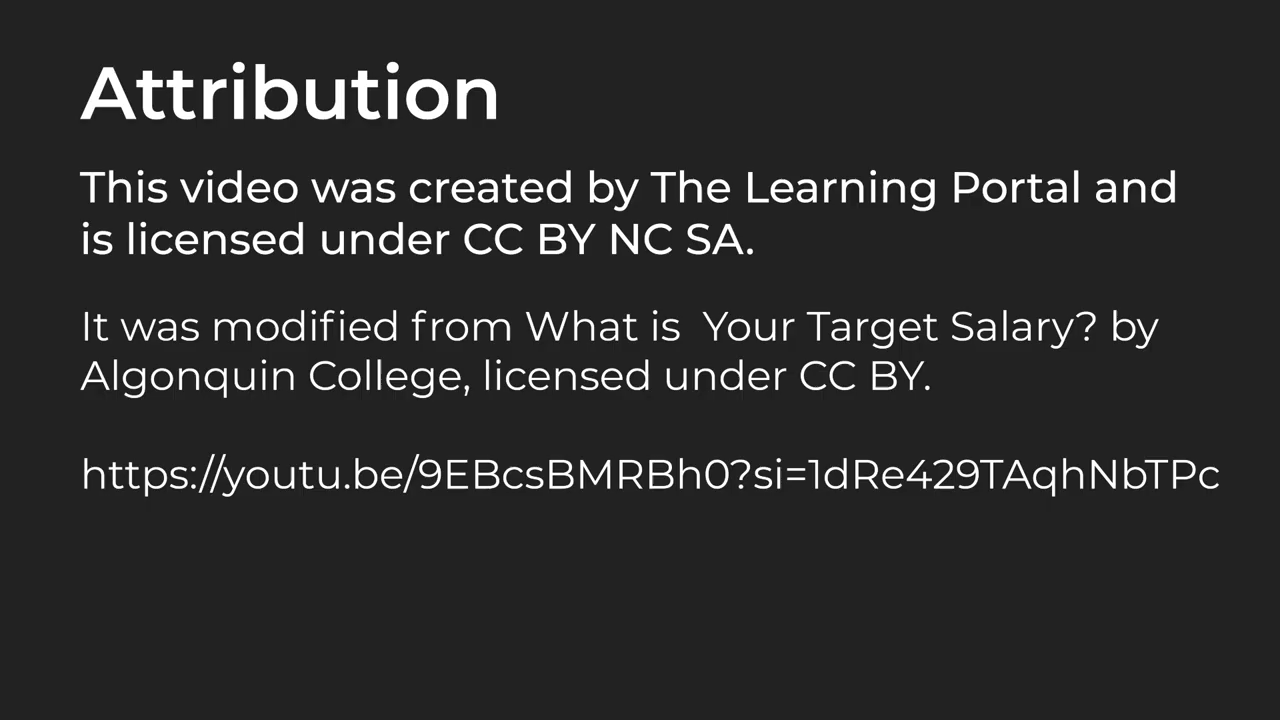 Attribution
This video was created by The Learning Portal and
is licensed under CC BY NC SA.
It was modified from What is  Your Target Salary? by
Algonquin College, licensed under CC BY.
https://youtu.be/9EBcsBMRBh0?si=1dRe429TAqhNbTPc